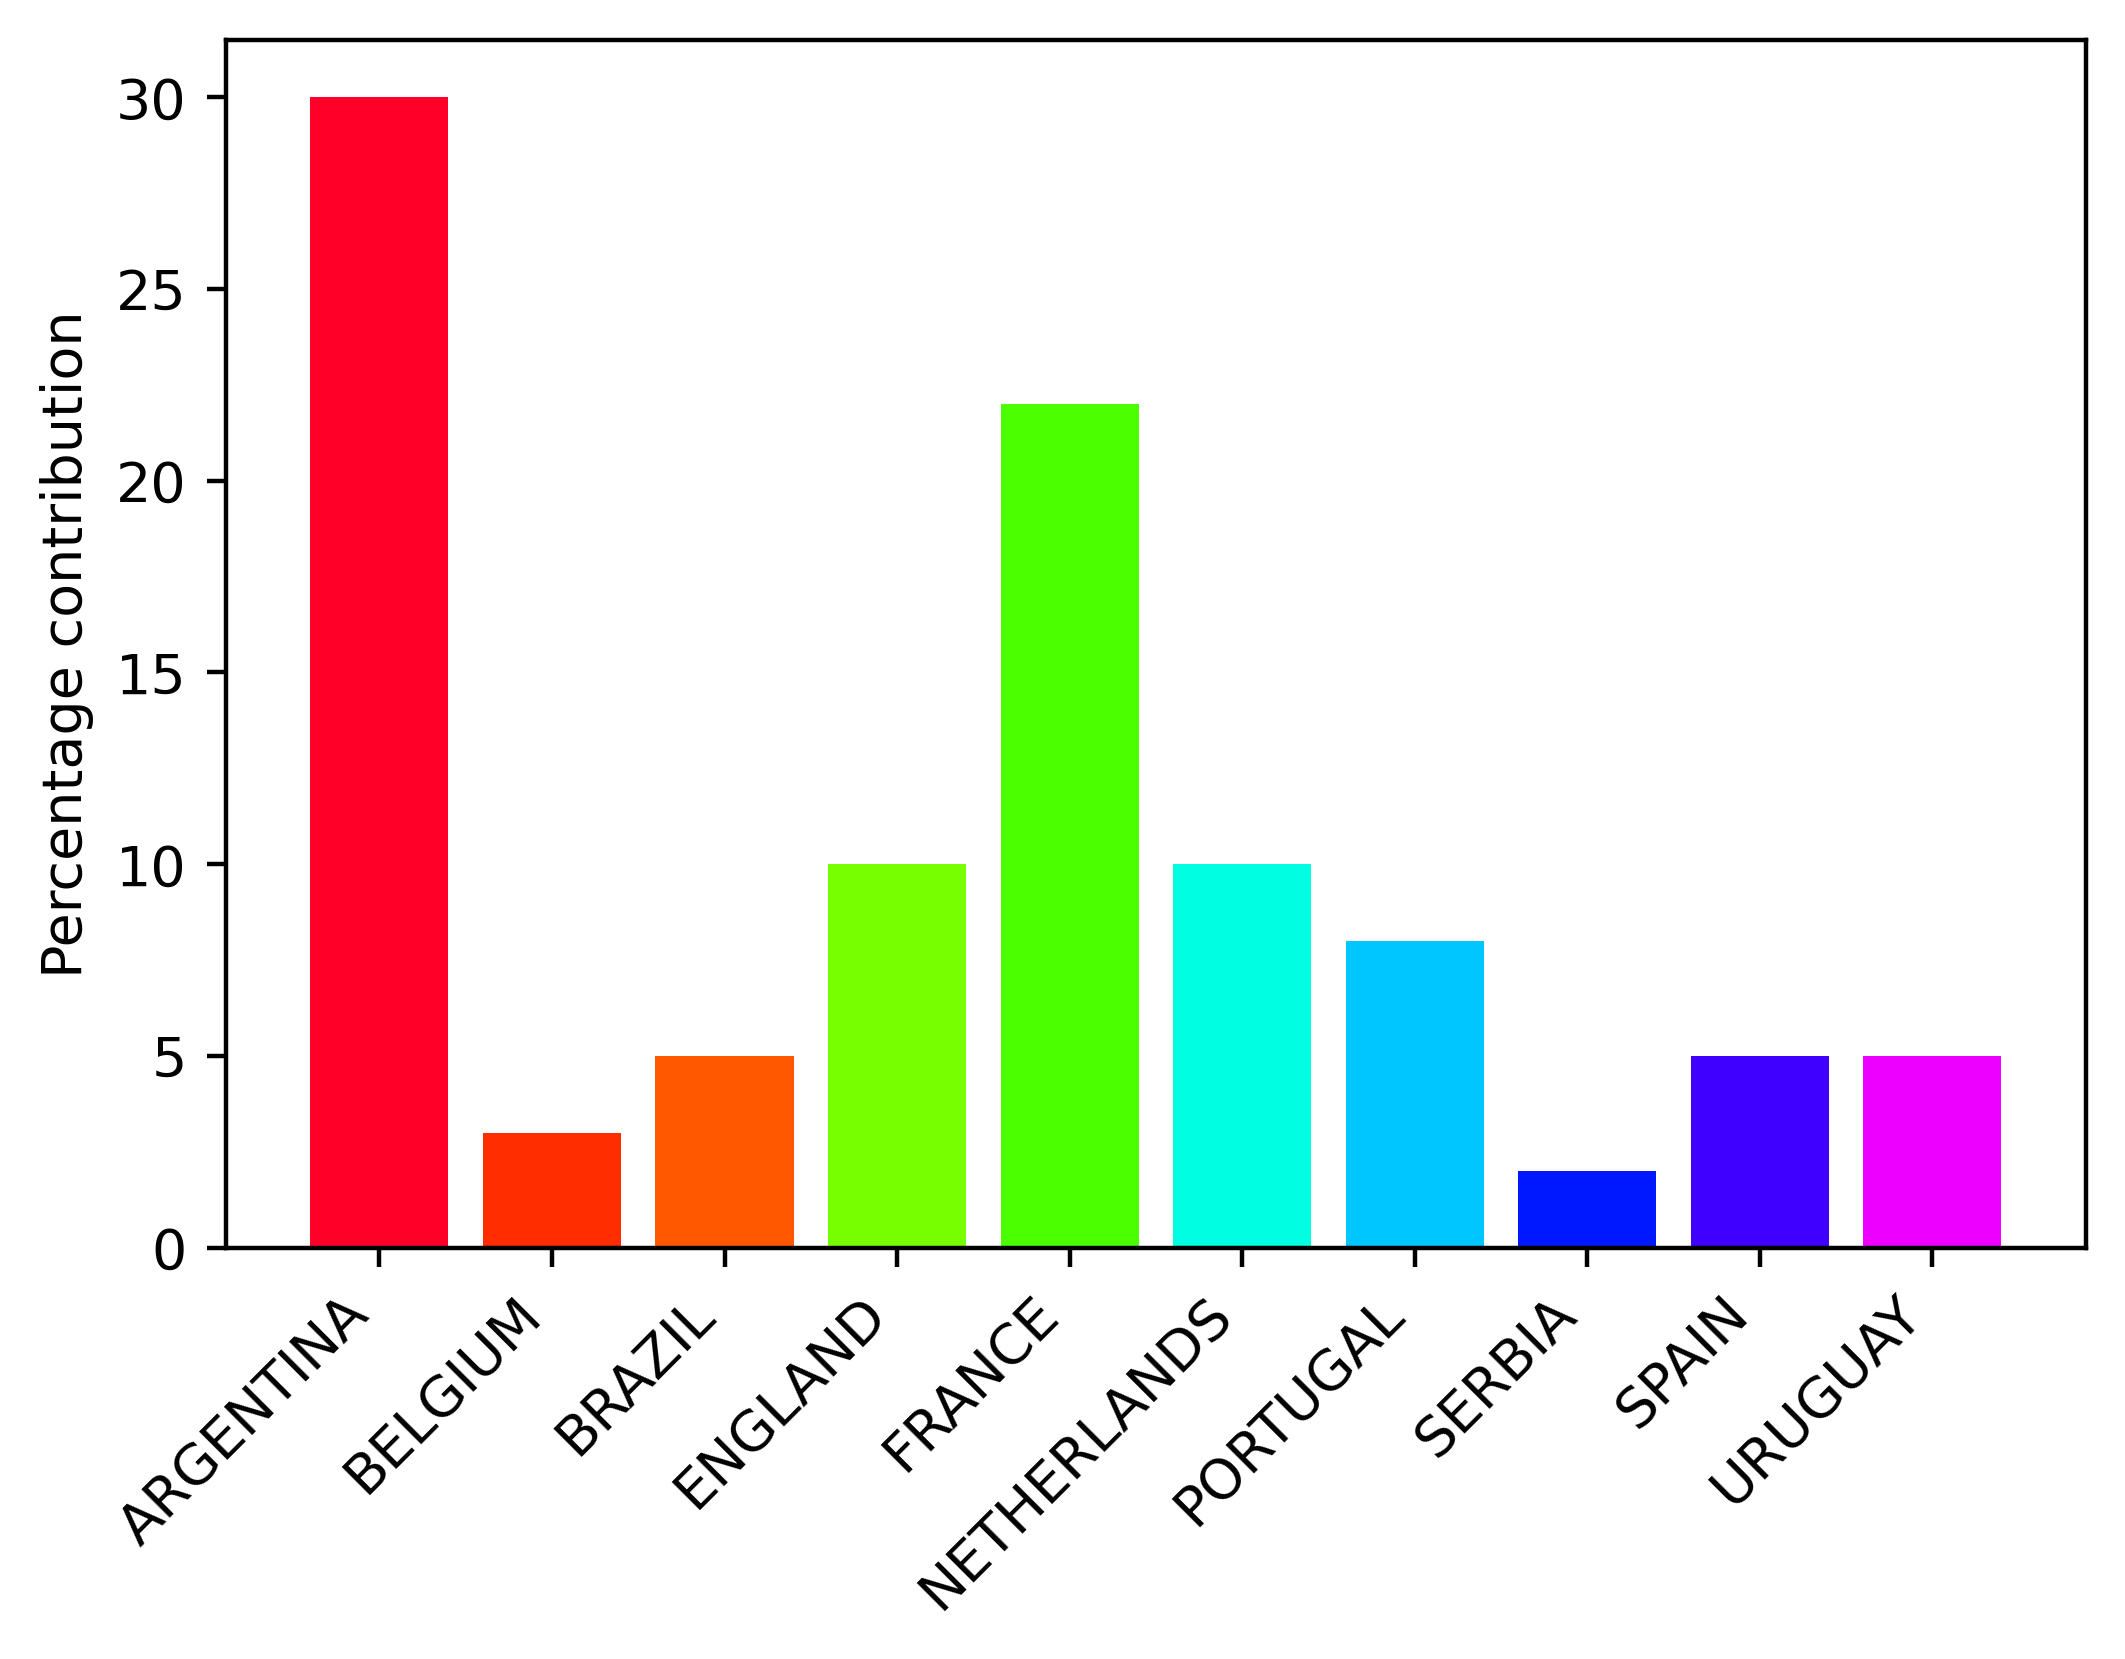 Percentage contribution
30
25
20
15
10
5
0
ARGENTINA
BELGIUM
BRAZIL
ENGLAND
FRANCE
NETHERLANDS
PORTUGAL
SERBIA
SPAIN
URUGUAY